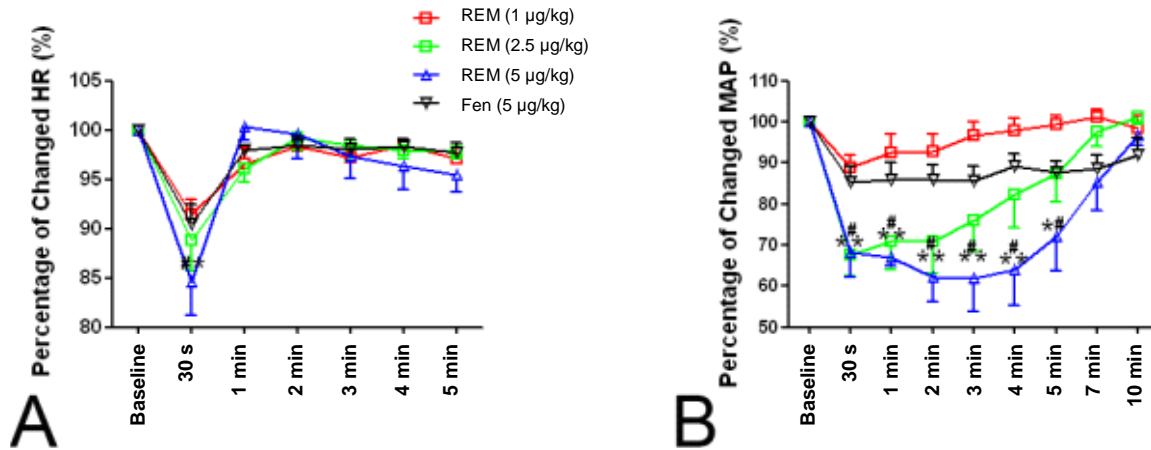 REM (1 µg/kg)
REM (2.5 µg/kg)
REM (5 µg/kg)
Fen (5 µg/kg)
Percentage of Changed HR (%)
105
100
95
90
85
80
#*
Baseline
30 s
1 min
2 min
3 min
4 min
5 min
A
Percentage of Changed MAP (%)
110
100
90
80
70
60
50
#
**
#
**
#
**
#
**
#
**
*#
Baseline
30 s
1 min
2 min
3 min
4 min
5 min
7 min
10 min
B